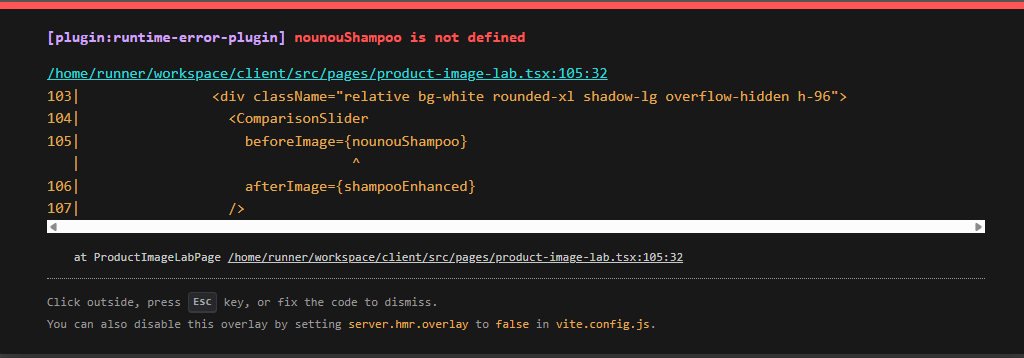 [plugin:runtime-error-plugin] nounouShampoo is not defined
/home/runner/workspace/client/src/pages/product-image-lab.tsx:105:32
103|                <div className="relative bg-white rounded-xl shadow-lg overflow-hidden h-96">
104|                  <ComparisonSlider
105|                    beforeImage={nounouShampoo}
   |                                 ^
106|                    afterImage={shampooEnhanced}
107|                  />
at ProductImageLabPage /home/runner/workspace/client/src/pages/product-image-lab.tsx:105:32
Click outside, press Esc key, or fix the code to dismiss.
You can also disable this overlay by setting server.hmr.overlay to false in vite.config.js.